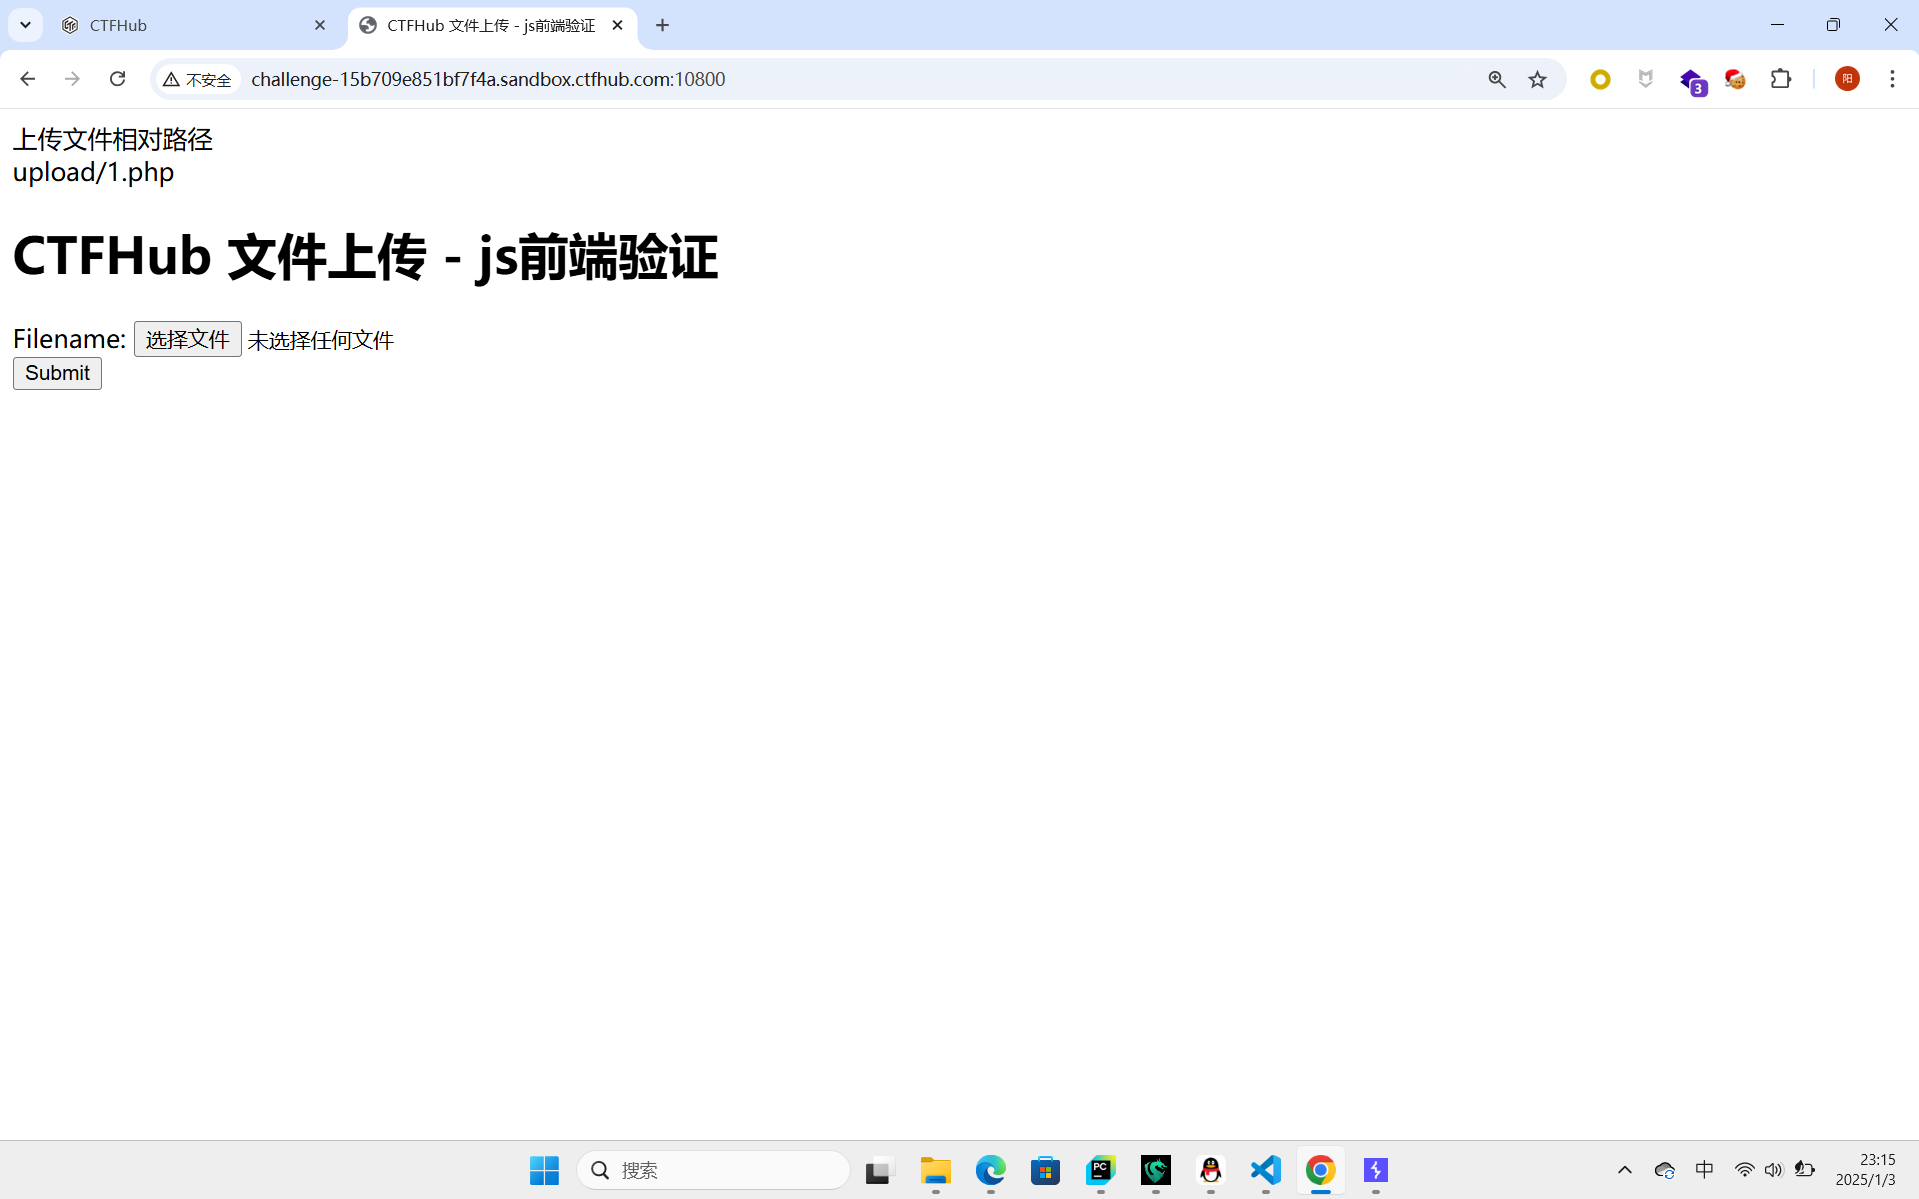 CTFHub
CTFHub 文件上传 - js前端验证
不安全
challenge-15b709e851bf7f4a.sandbox.ctfhub.com:10800
3
阳
上传文件相对路径
upload/1.php
CTFHub 文件上传 - js前端验证
Filename: 选择文件 未选择任何文件
Submit
搜索
PC
中
23:15
2025/1/3